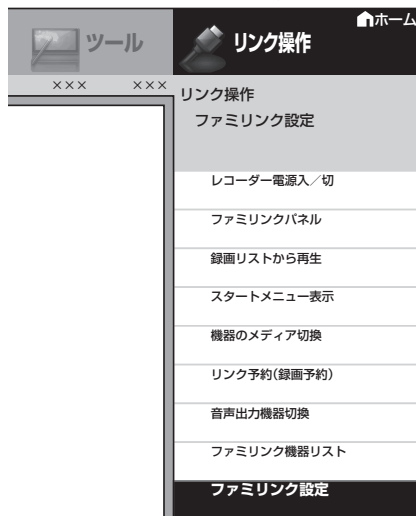 ホーム
ツール
リンク操作
××× ×××
リンク操作
ファミリンク設定
レコーダー電源入／切
ファミリンクパネル
録画リストから再生
スタートメニュー表示
機器のメディア切換
リンク予約(録画予約)
音声出力機器切換
ファミリンク機器リスト
ファミリンク設定